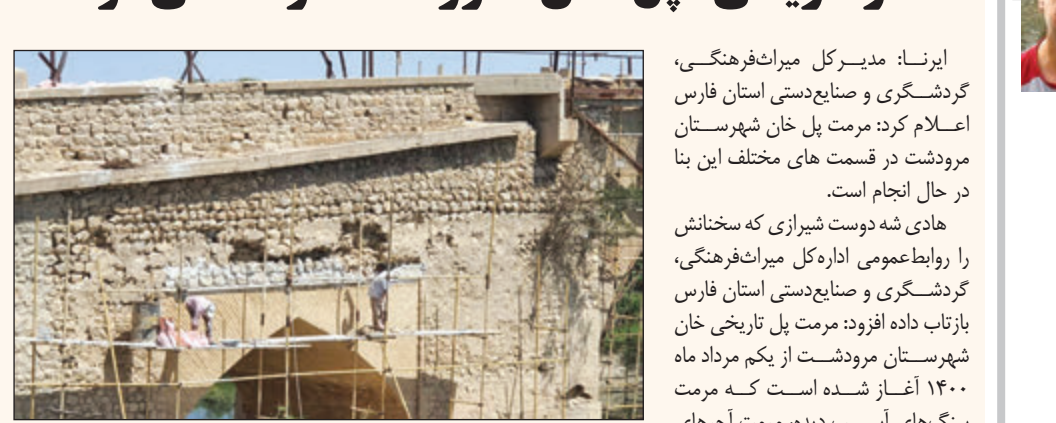 ایرنا: مدیرکل میراث‌فرهنگی،
گردشگری و صنایع‌دستی استان فارس
اعلام کرد: مرمت پل خان شهرستان
مرودشت در قسمت های مختلف این بنا
در حال انجام است.
هادی شه دوست شیرازی که سخنانش
را روابط‌عمومی اداره‌کل میراث‌فرهنگی،
گردشگری و صنایع‌دستی استان فارس
بازتاب داده افزود: مرمت پل تاریخی خان
شهرستان مرودشت از یکم مرداد ماه
۱۴۰۰ آغاز شده است که مرمت